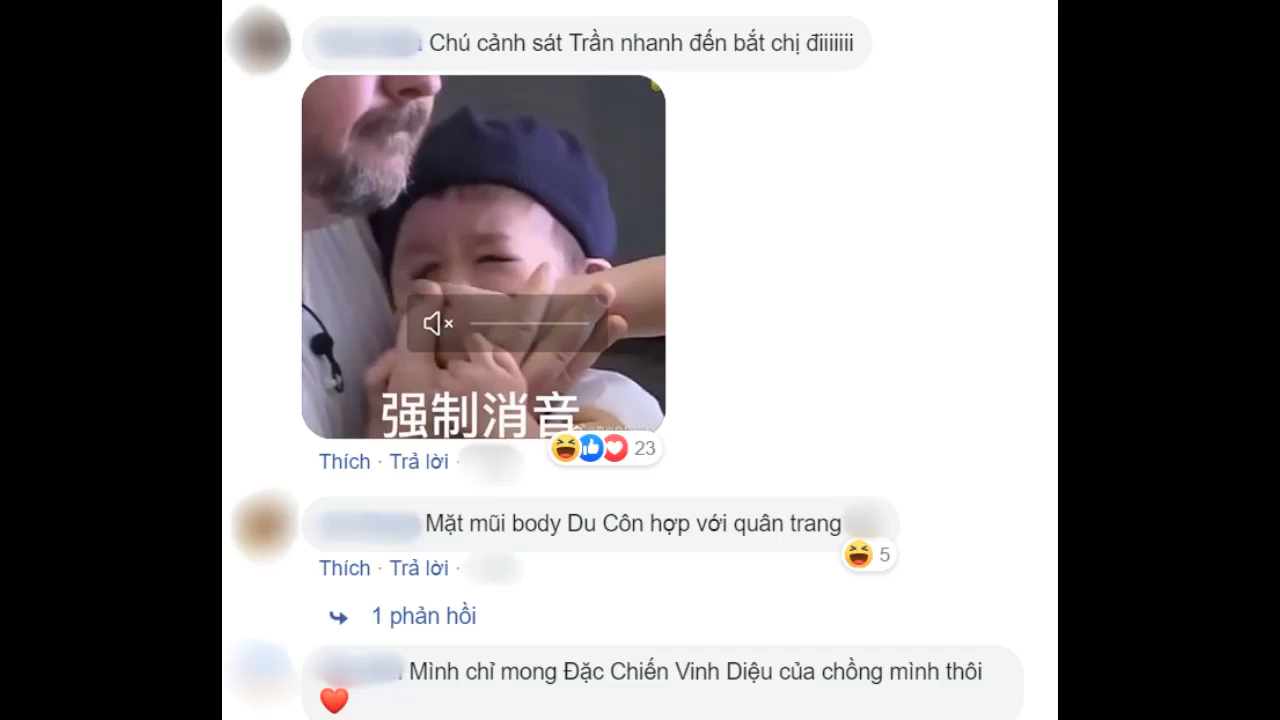 Chú cảnh sát Trần nhanh đến bắt chị điiiiiii
强制消音
Thích · Trả lời ·
23
Mặt mũi body Du Côn hợp với quân trang
5
Thích · Trả lời ·
1 phản hồi
Mình chỉ mong Đặc Chiến Vinh Diệu của chồng mình thôi